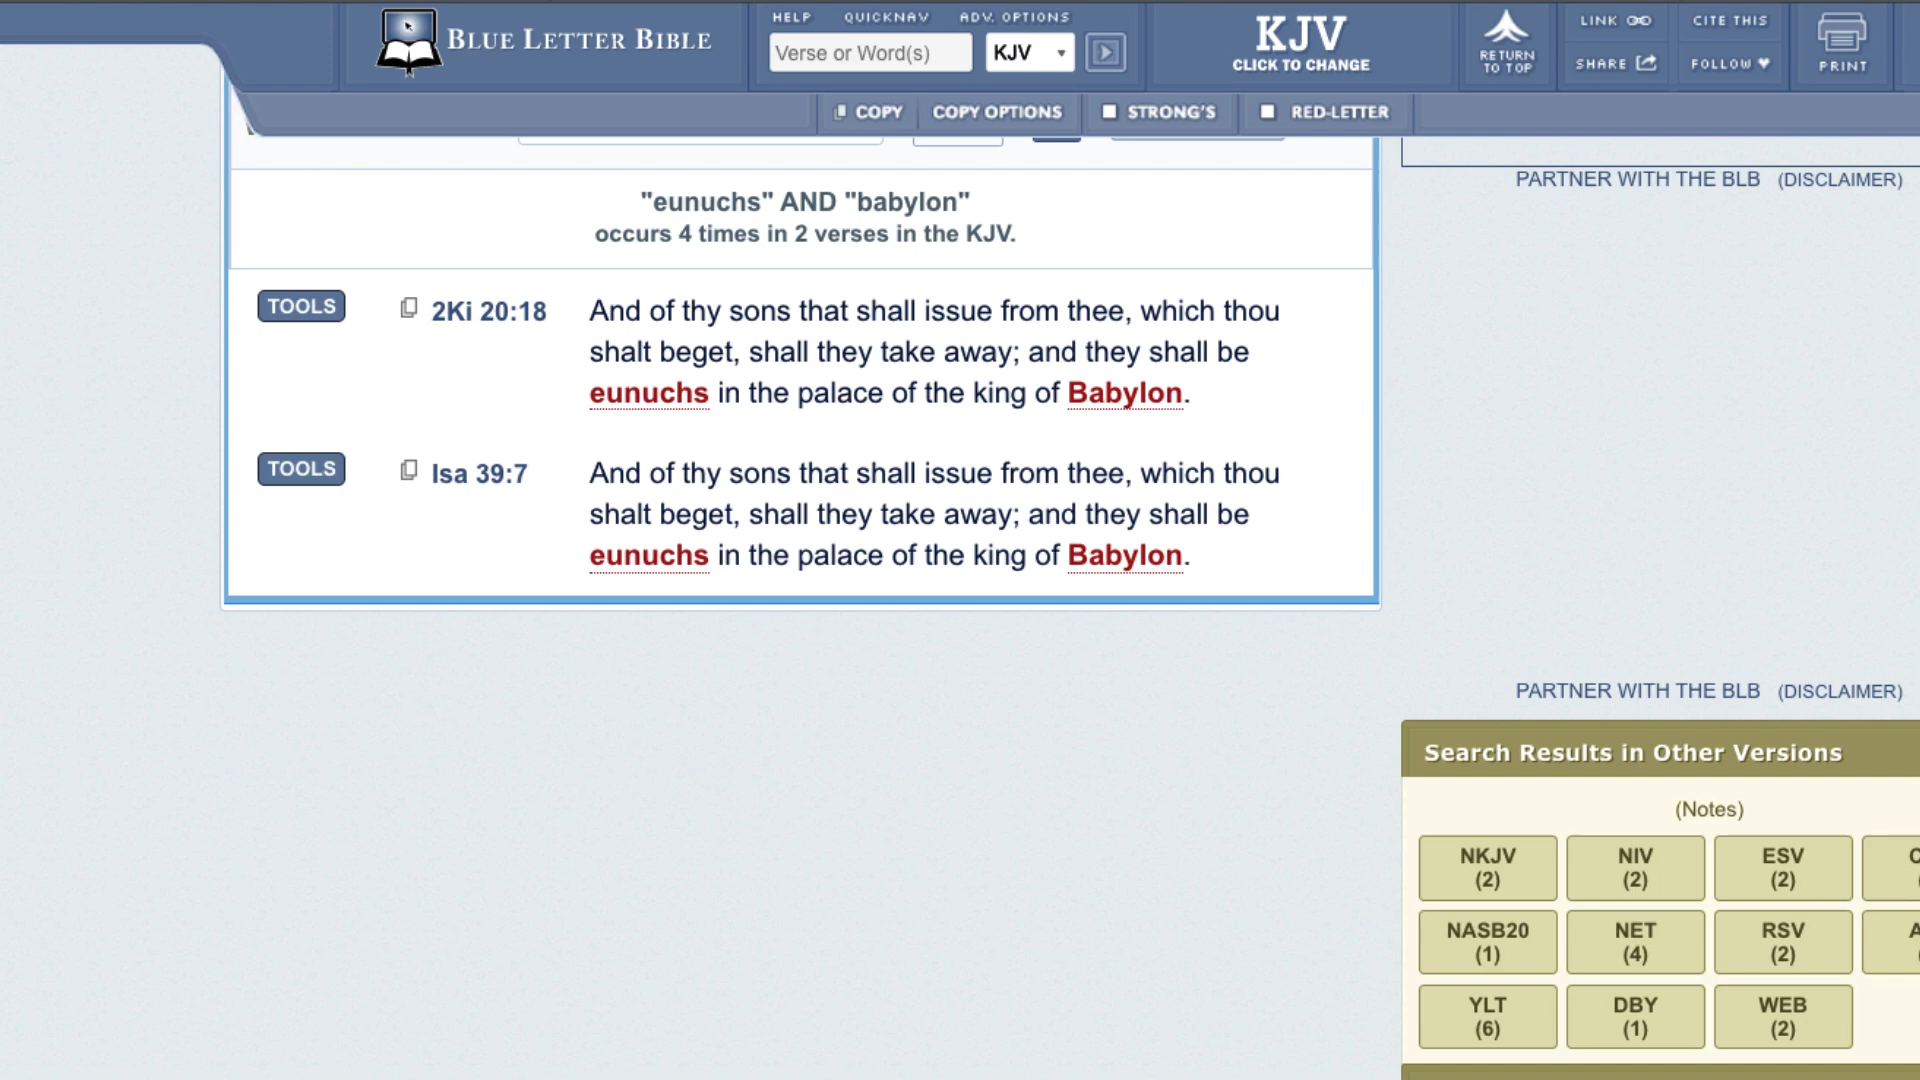 HELP QUICKNAV ADV. OPTIONS
BLUE LETTER BIBLE
Verse or Word(s) KJV
KJV
CLICK TO CHANGE
RETURN
TO TOP
LINK CITE THIS
SHARE FOLLOW
PRINT
COPY COPY OPTIONS STRONG'S RED-LETTER
PARTNER WITH THE BLB (DISCLAIMER)
"eunuchs" AND "babylon"
occurs 4 times in 2 verses in the KJV.
TOOLS 2Ki 20:18 And of thy sons that shall issue from thee, which thou
shalt beget, shall they take away; and they shall be
eunuchs in the palace of the king of Babylon.
TOOLS Isa 39:7 And of thy sons that shall issue from thee, which thou
shalt beget, shall they take away; and they shall be
eunuchs in the palace of the king of Babylon.
PARTNER WITH THE BLB (DISCLAIMER)
Search Results in Other Versions
(Notes)
NKJV NIV ESV
(2) (2) (2)
NASB20 NET RSV
(1) (4) (2)
YLT DBY WEB
(6) (1) (2)